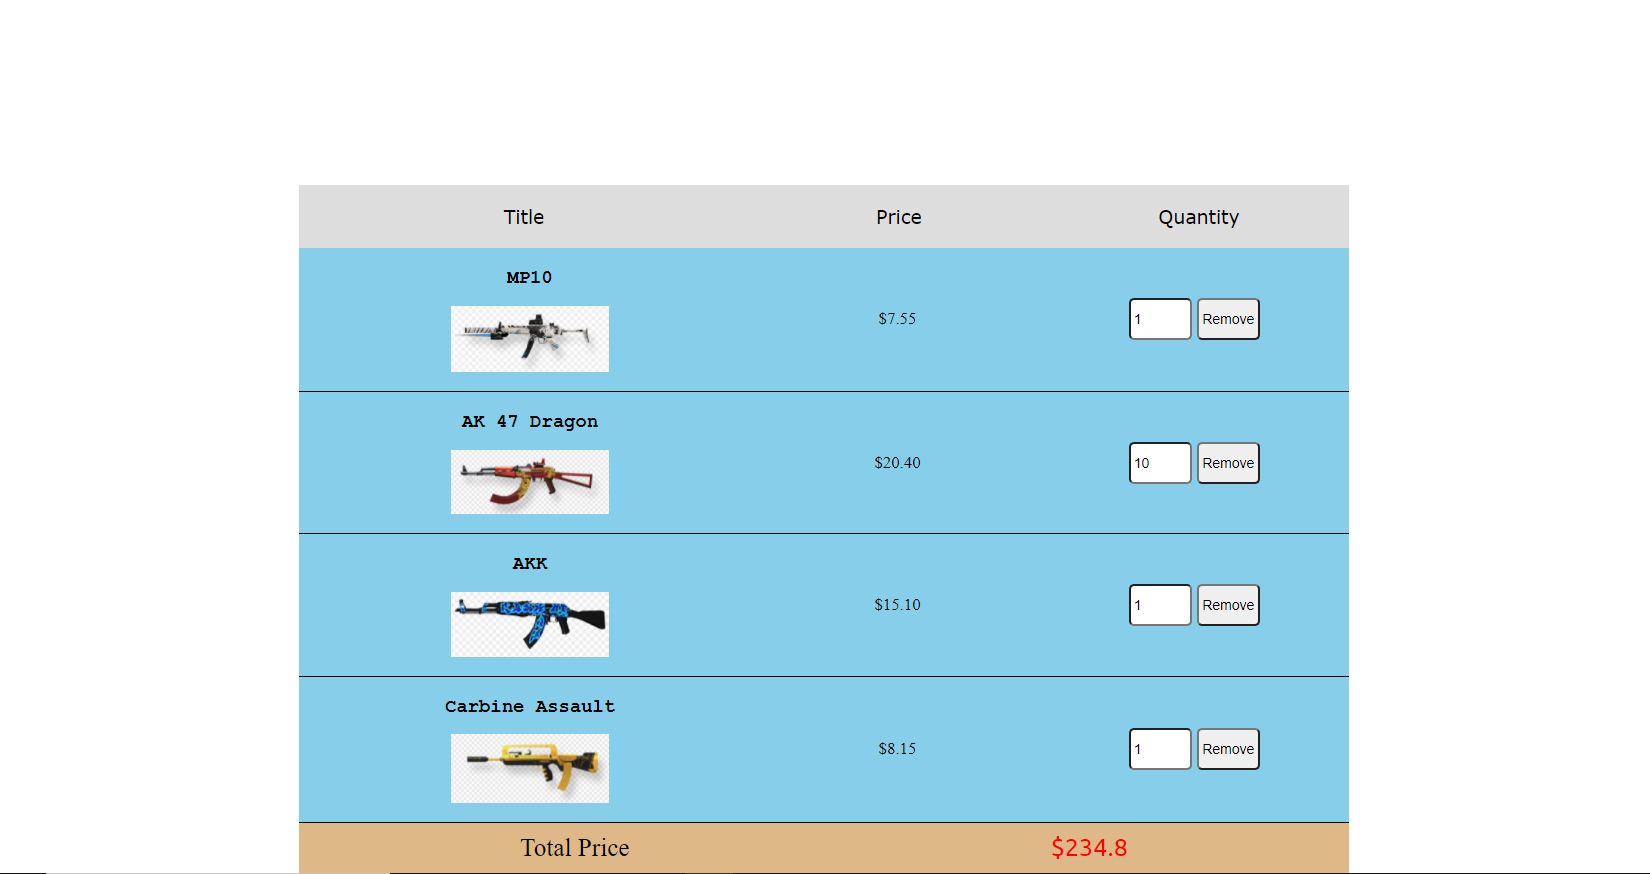 Title Price Quantity
MP10
$7.55 1 Remove
AK 47 Dragon
$20.40 10 Remove
AKK
$15.10 1 Remove
Carbine Assault
$8.15 1 Remove
Total Price $234.8